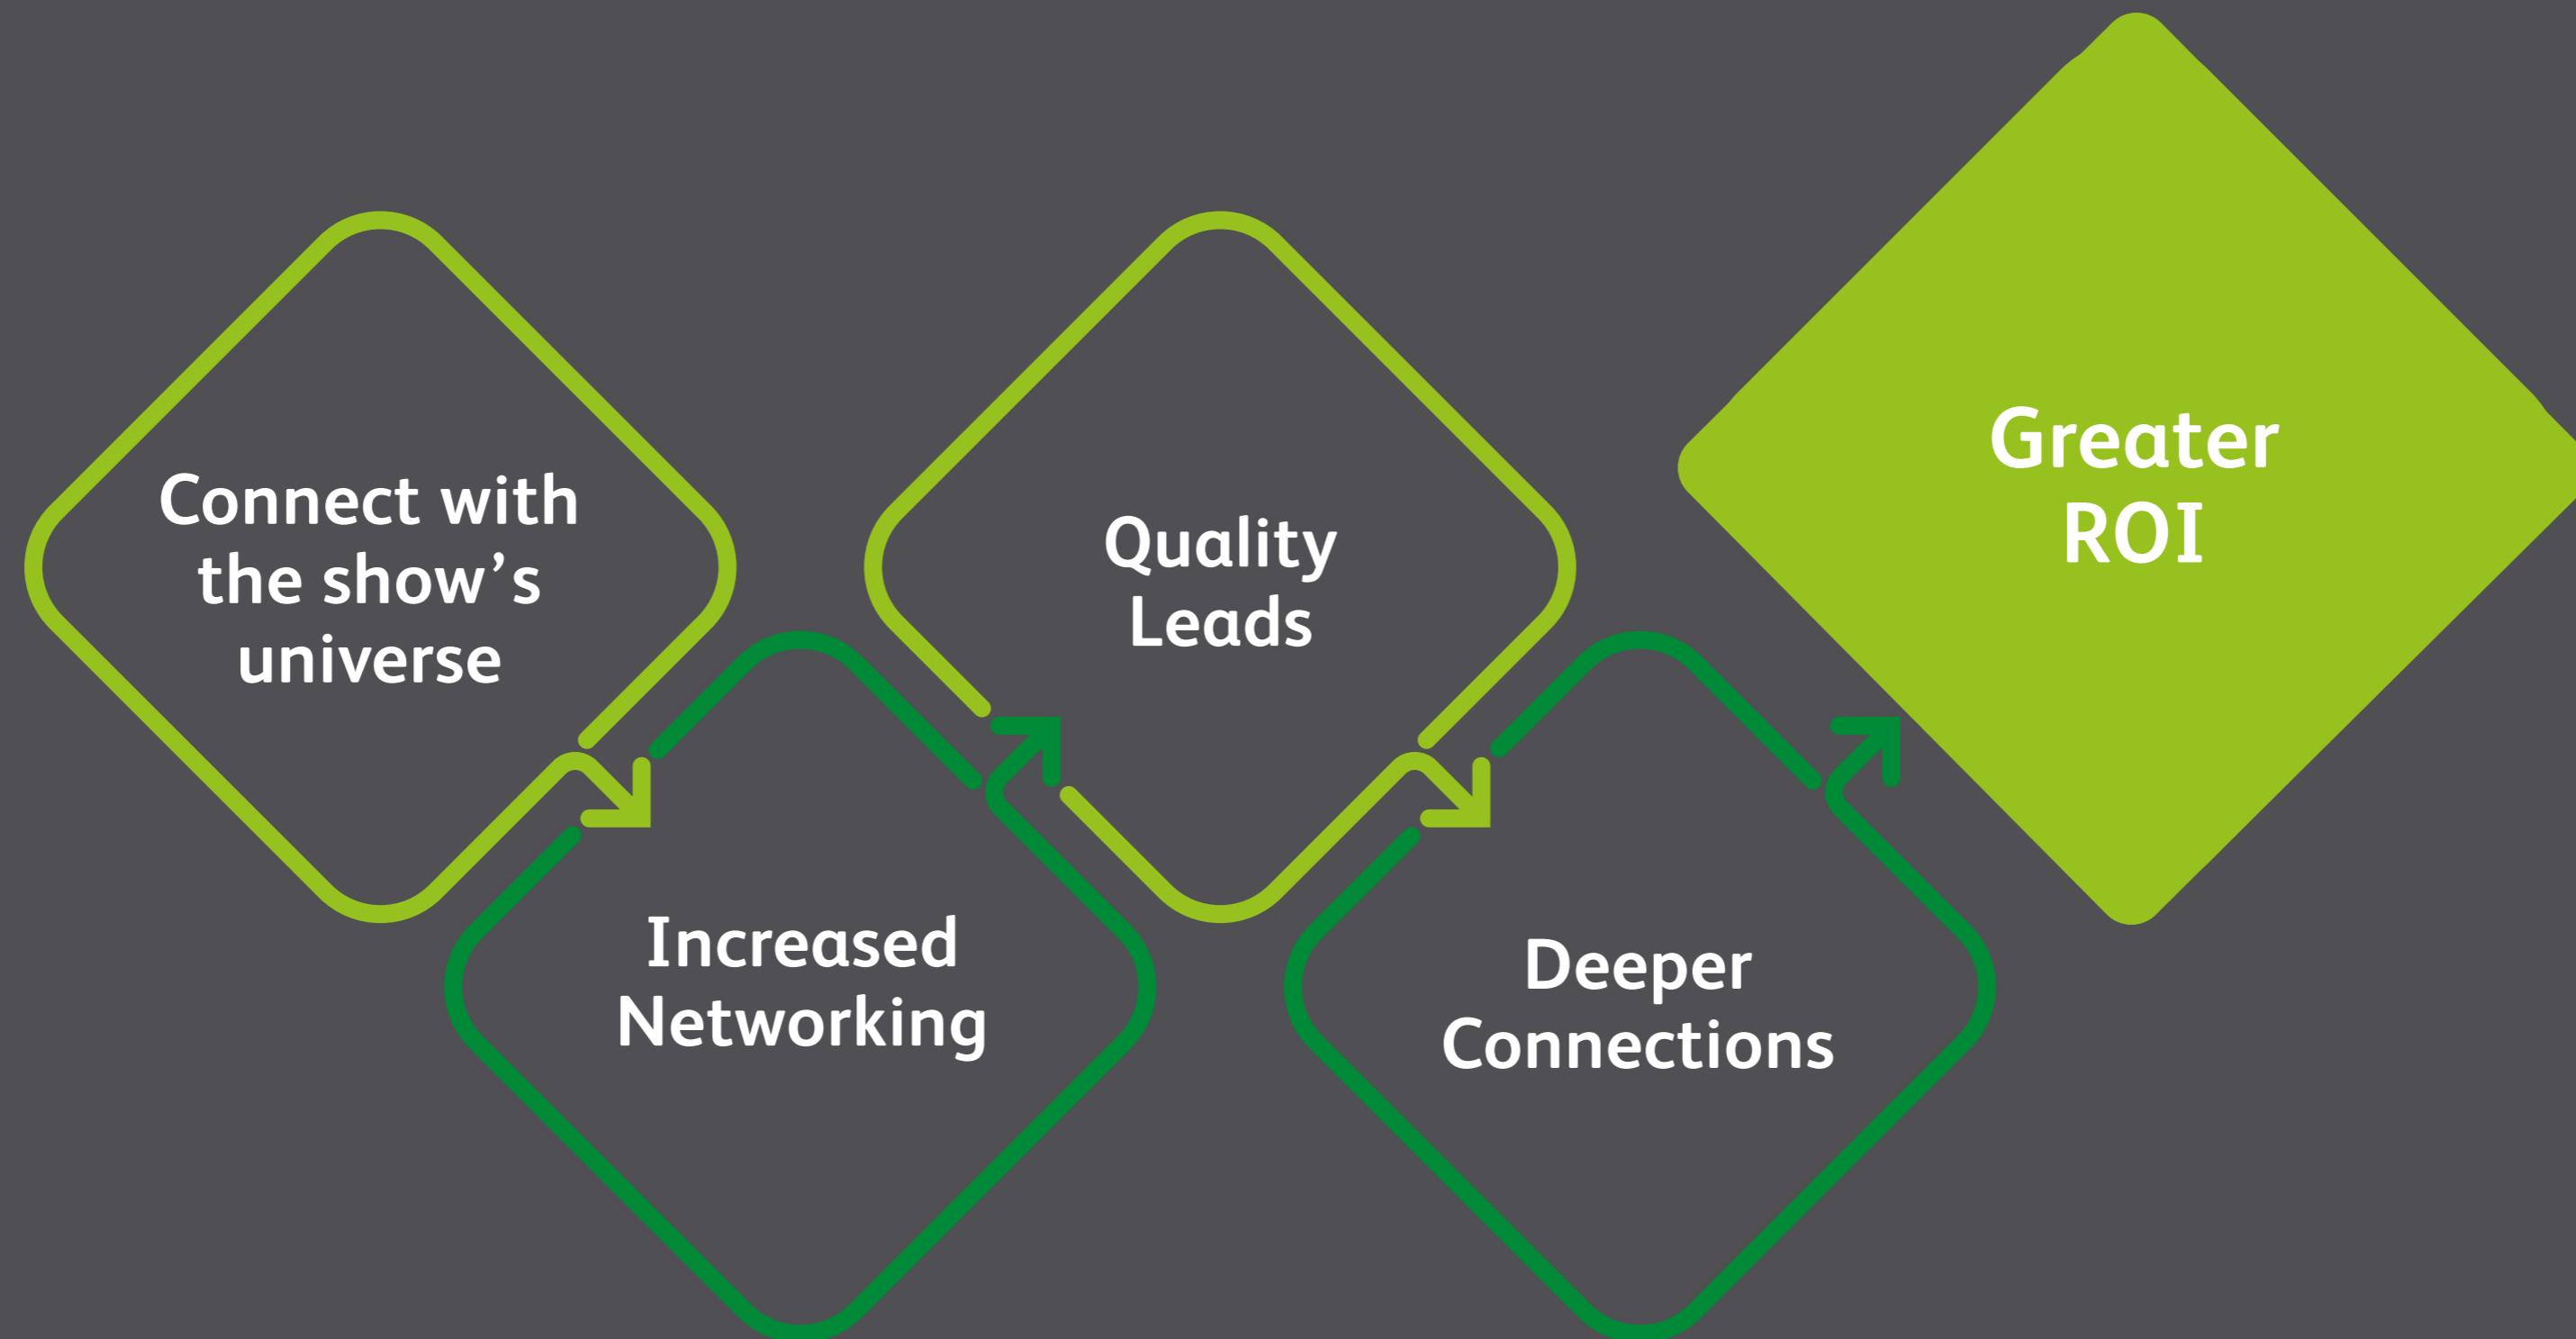 Connect with
the show’s
universe
Increased
Networking
Quality
Leads
Deeper
Connections
Greater
ROI